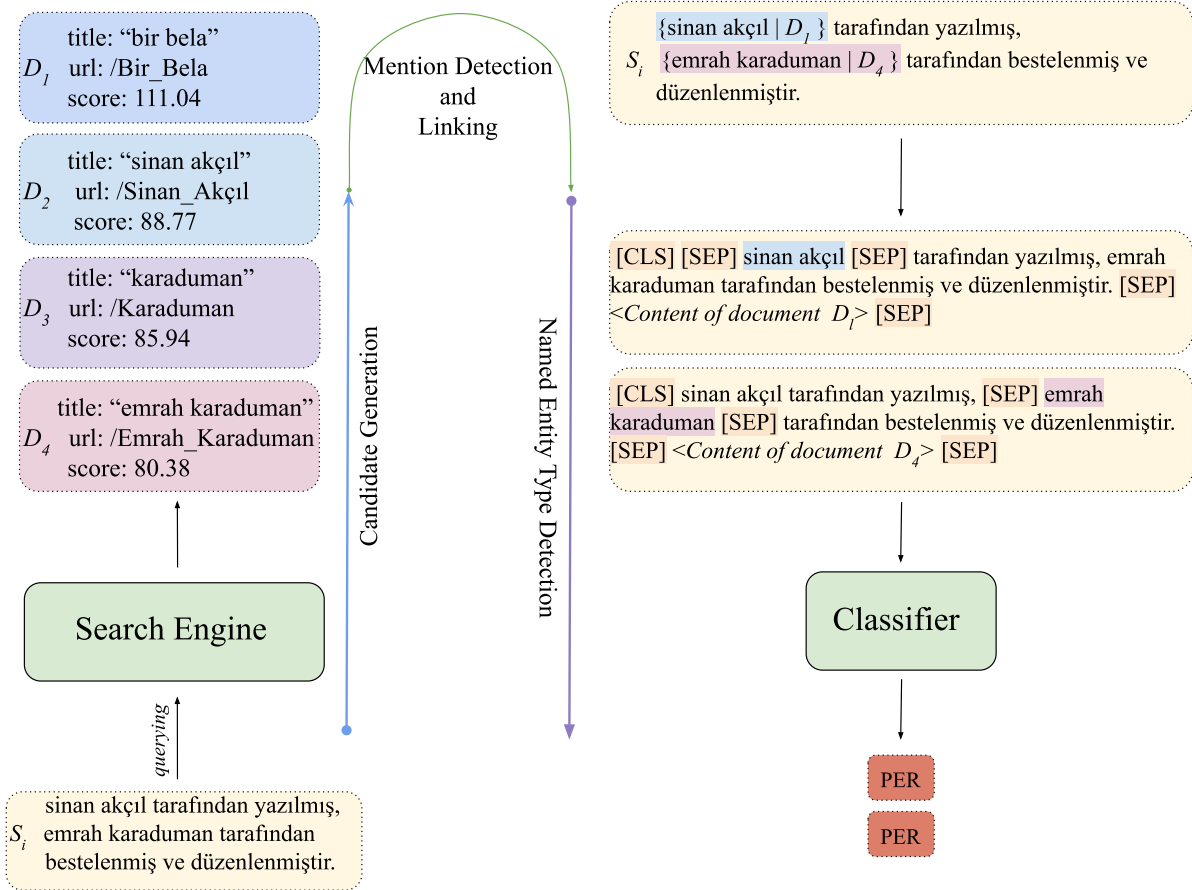 title: “bir bela”
D1 url: /Bir_Bela
score: 111.04
title: “sinan akçıl”
D2 url: /Sinan_Akçıl
score: 88.77
title: “karaduman”
D3 url: /Karaduman
score: 85.94
title: “emrah karaduman”
D4 url: /Emrah_Karaduman
score: 80.38
Search Engine
querying
sinan akçıl tarafından yazılmış,
Si emrah karaduman tarafından
bestelenmiş ve düzenlenmiştir.
Candidate Generation
Mention Detection
and
Linking
Named Entity Type Detection
{sinan akçıl | D1 } tarafından yazılmış,
Si {emrah karaduman | D4 } tarafından bestelenmiş ve
düzenlenmiştir.
[CLS] [SEP] sinan akçıl [SEP] tarafından yazılmış, emrah
karaduman tarafından bestelenmiş ve düzenlenmiştir. [SEP]
<Content of document D1> [SEP]
[CLS] sinan akçıl tarafından yazılmış, [SEP] emrah
karaduman [SEP] tarafından bestelenmiş ve düzenlenmiştir.
[SEP] <Content of document D4> [SEP]
Classifier
PER
PER